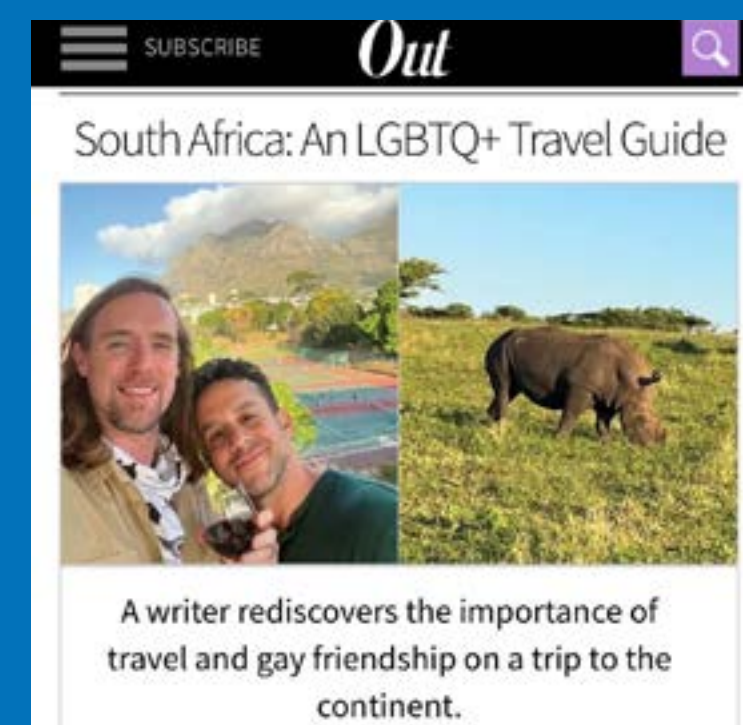 SUBSCRIBE
Out
South Africa: An LGBTQ+ Travel Guide
A writer rediscovers the importance of
travel and gay friendship on a trip to the
continent.